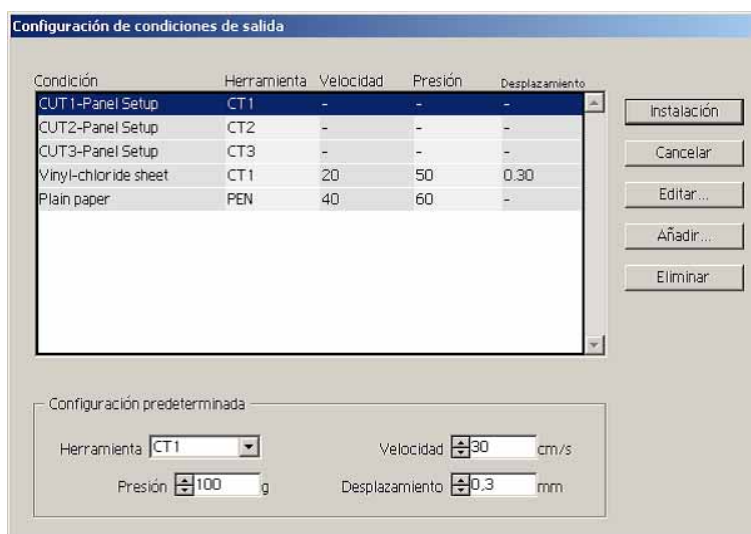 Configuración de condiciones de salida
Condición Herramienta Velocidad Presión Desplazamiento
CUT1-Panel Setup CT1 - - -
CUT2-Panel Setup CT2 - - -
CUT3-Panel Setup CT3 - - -
Vinyl-chloride sheet CT1 20 50 0.30
Plain paper PEN 40 60 -
Instalación
Cancelar
Editar...
Añadir...
Eliminar
Configuración predeterminada
Herramienta CT1 Velocidad 30 cm/s
Presión 100 g Desplazamiento 0,3 mm